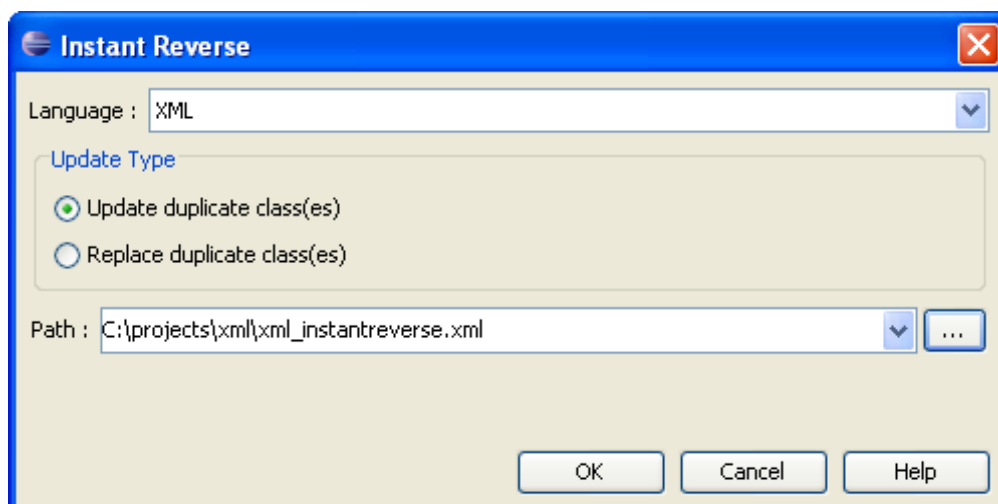 Instant Reverse
Language : XML
Update Type
Update duplicate class(es)
Replace duplicate class(es)
Path : C:\projects\xml\xml_instantreverse.xml ...
OK Cancel Help